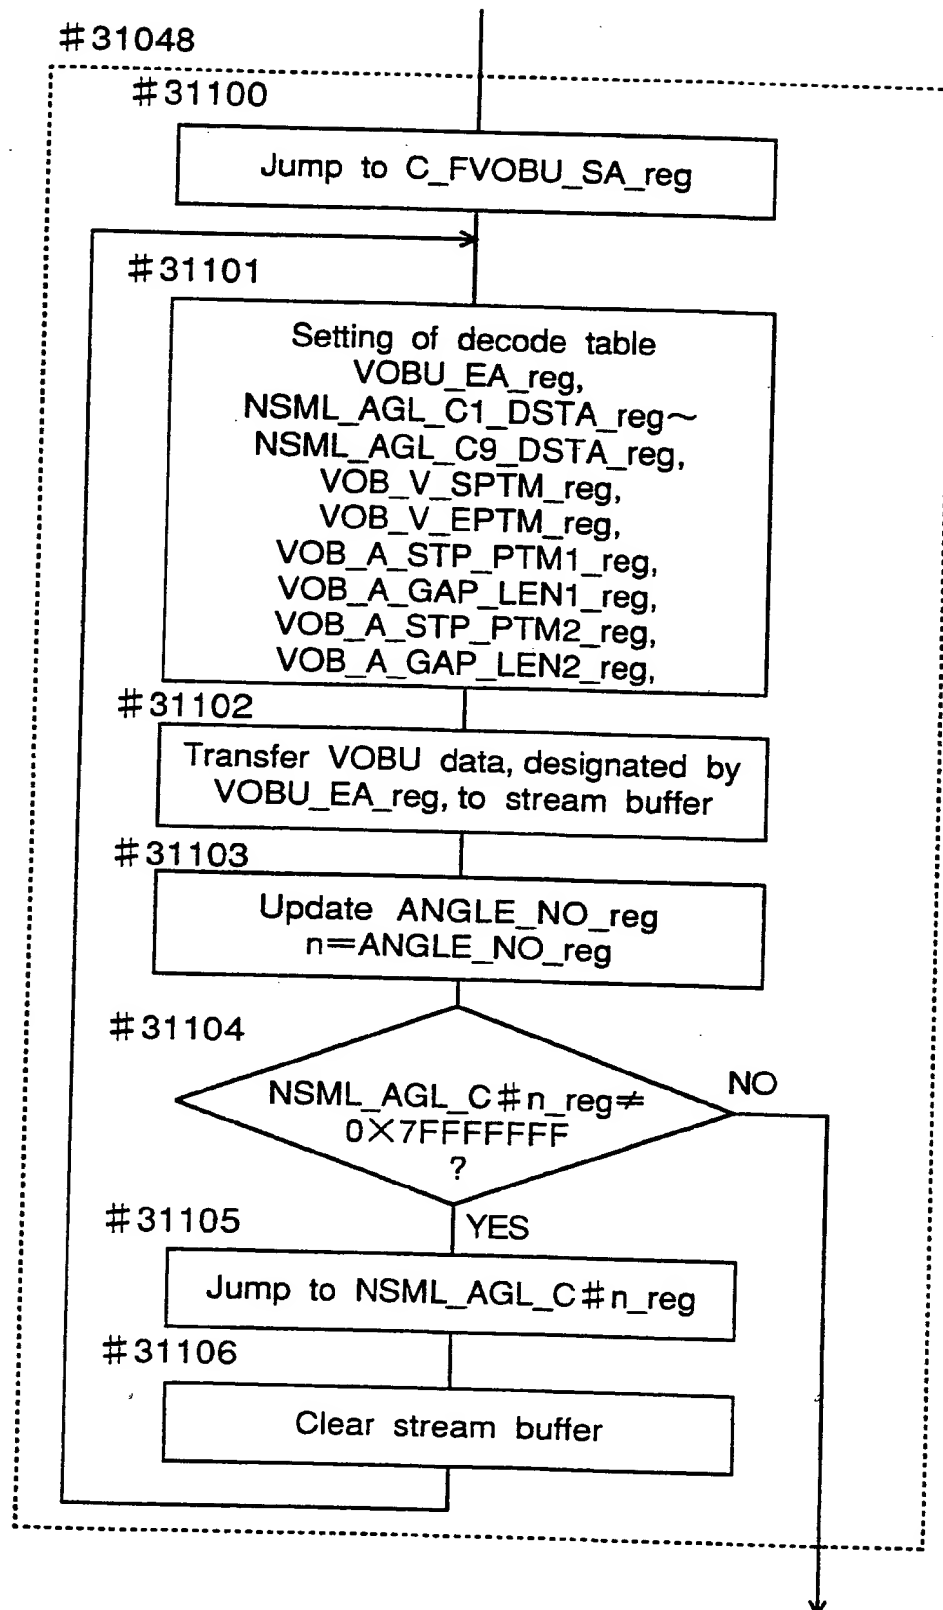 #31048
#31100
Jump to C_FVOBU_SA_reg
#31101
Setting of decode table
VOBU_EA_reg,
NSML_AGL_C1_DSTA_reg~
NSML_AGL_C9_DSTA_reg,
VOB_V_SPTM_reg,
VOB_V_EPTM_reg,
VOB_A_STP_PTM1_reg,
VOB_A_GAP_LEN1_reg,
VOB_A_STP_PTM2_reg,
VOB_A_GAP_LEN2_reg,
#31102
Transfer VOBU data, designated by
VOBU_EA_reg, to stream buffer
#31103
Update ANGLE_NO_reg
n=ANGLE_NO_reg
#31104
NSML_AGL_C#n_reg≠
0×7FFFFFFF
?
NO
YES
#31105
Jump to NSML_AGL_C#n_reg
#31106
Clear stream buffer